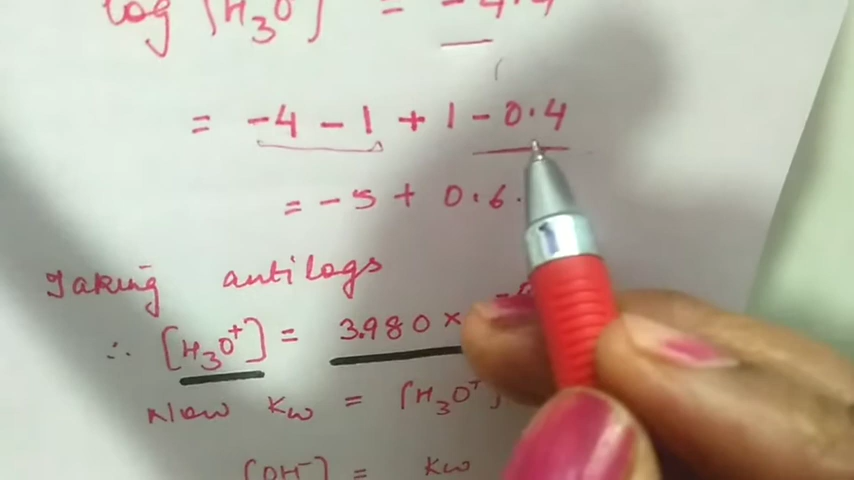 log [H3O ] = -4.4
= -4 - 1 + 1 - 0.4
= -5 + 0.6.
Taking antilogs
∴ [H3O+] = 3.980 ×
Now Kw = [H3O+]
[OH-] = Kw